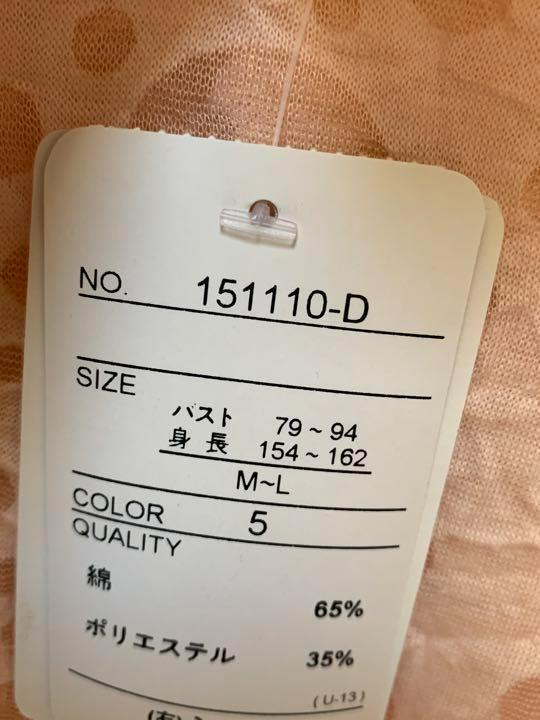 NO. 151110-D
SIZE
バスト 79~94
身長 154~162
M~L
COLOR 5
QUALITY
綿 65%
ポリエステル 35%
(U-13)
(有)